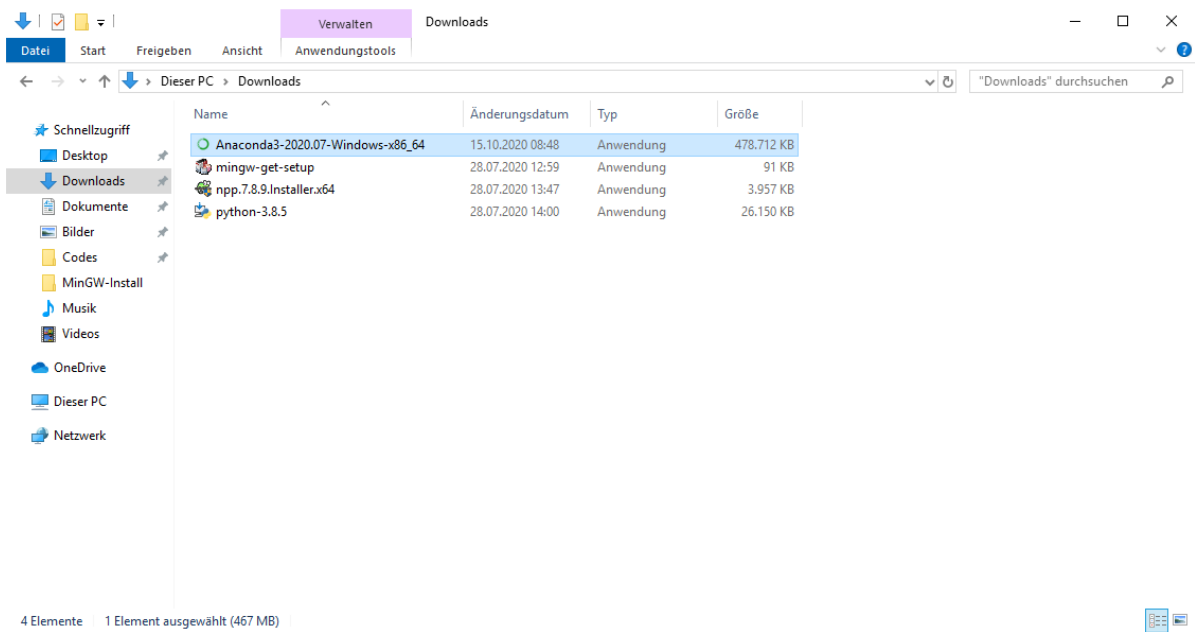 Verwalten Downloads
Datei Start Freigeben Ansicht Anwendungstools
Dieser PC Downloads "Downloads" durchsuchen
Name Änderungsdatum Typ Größe
Schnellzugriff
Desktop
Downloads
Dokumente
Bilder
Codes
MinGW-Install
Musik
Videos
OneDrive
Dieser PC
Netzwerk
Anaconda3-2020.07-Windows-x86_64 15.10.2020 08:48 Anwendung 478.712 KB
mingw-get-setup 28.07.2020 12:59 Anwendung 91 KB
npp.7.8.9.Installer.x64 28.07.2020 13:47 Anwendung 3.957 KB
python-3.8.5 28.07.2020 14:00 Anwendung 26.150 KB
4 Elemente 1 Element ausgewählt (467 MB)